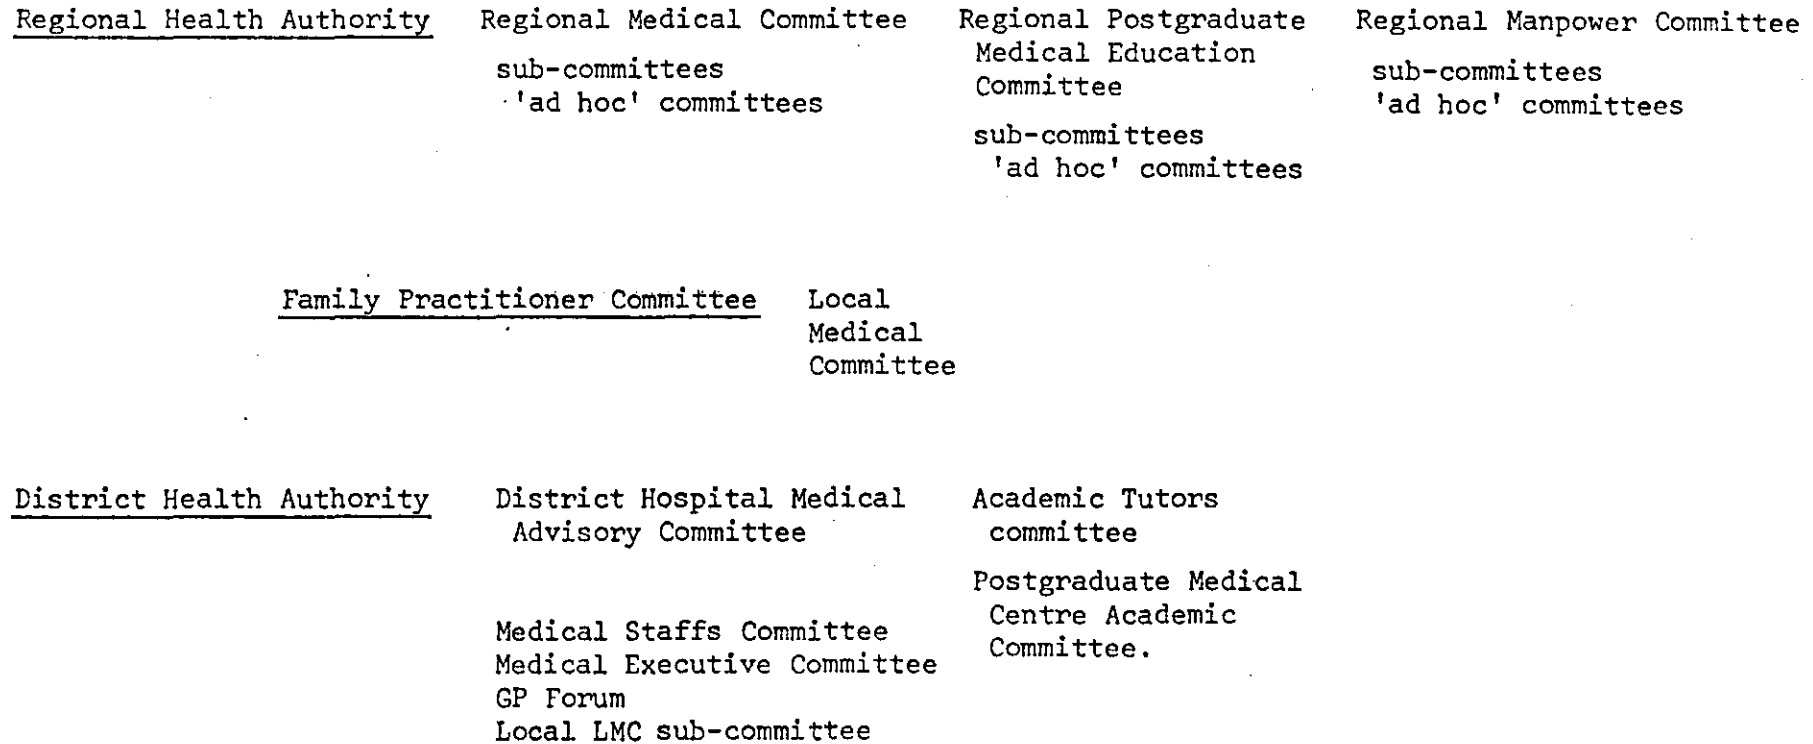 Regional Health Authority
Regional Medical Committee
sub-committees
'ad hoc' committees
Regional Postgraduate
Medical Education
Committee
sub-committees
'ad hoc' committees
Regional Manpower Committee
sub-committees
'ad hoc' committees
Family Practitioner Committee
Local
Medical
Committee
District Health Authority
District Hospital Medical
Advisory Committee
Medical Staffs Committee
Medical Executive Committee
GP Forum
Local LMC sub-committee
Academic Tutors
committee
Postgraduate Medical
Centre Academic
Committee.